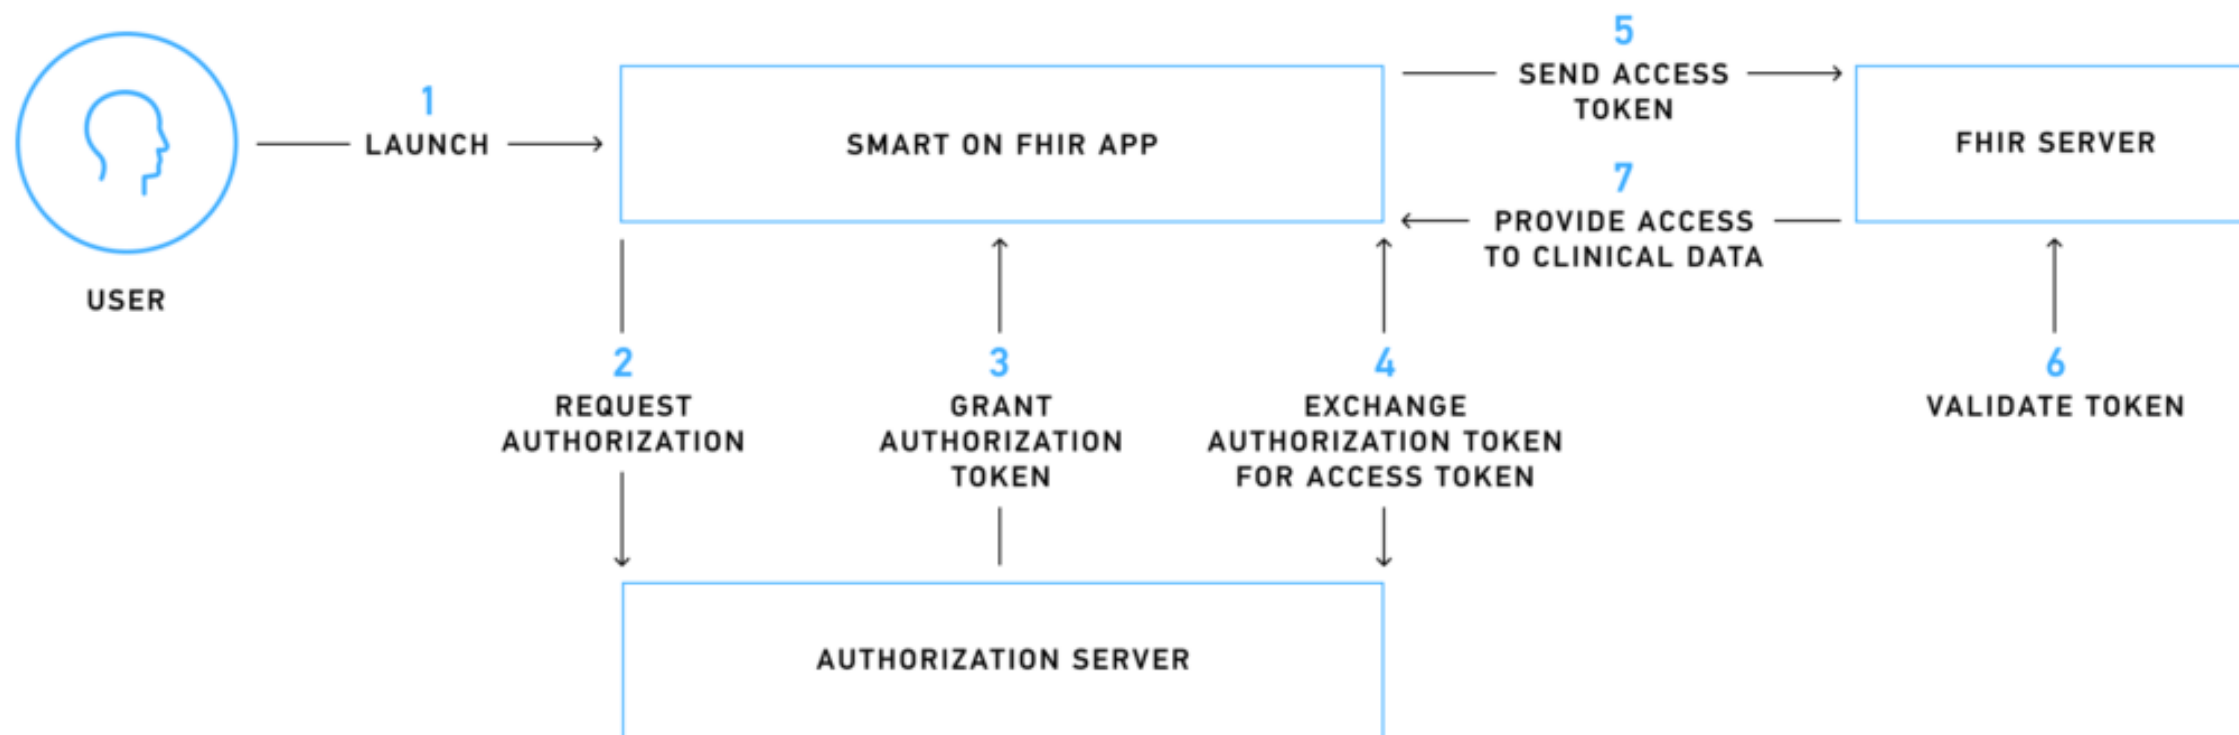 1
LAUNCH
USER
SMART ON FHIR APP
5
SEND ACCESS
TOKEN
7
PROVIDE ACCESS
TO CLINICAL DATA
FHIR SERVER
2
REQUEST
AUTHORIZATION
3
GRANT
AUTHORIZATION
TOKEN
4
EXCHANGE
AUTHORIZATION TOKEN
FOR ACCESS TOKEN
6
VALIDATE TOKEN
AUTHORIZATION SERVER